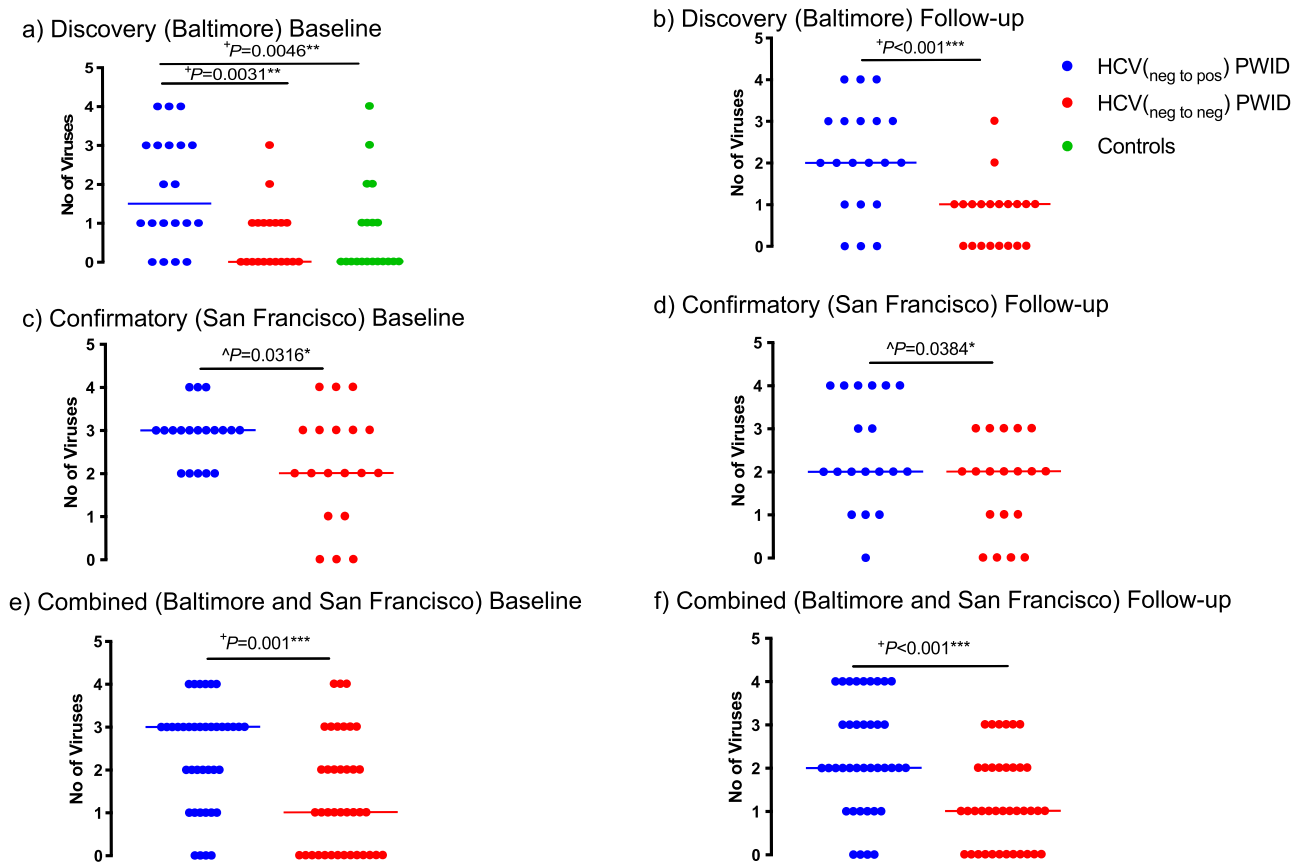 a) Discovery (Baltimore) Baseline
+P=0.0046**
+P=0.0031**
No of Viruses
5
4
3
2
1
0
b) Discovery (Baltimore) Follow-up
+P<0.001***
No of Viruses
5
4
3
2
1
0
HCV(neg to pos) PWID
HCV(neg to neg) PWID
Controls
c) Confirmatory (San Francisco) Baseline
^P=0.0316*
No of Viruses
5
4
3
2
1
0
d) Confirmatory (San Francisco) Follow-up
^P=0.0384*
No of Viruses
5
4
3
2
1
0
e) Combined (Baltimore and San Francisco) Baseline
+P=0.001***
No of Viruses
5
4
3
2
1
0
f) Combined (Baltimore and San Francisco) Follow-up
+P<0.001***
No of Viruses
5
4
3
2
1
0